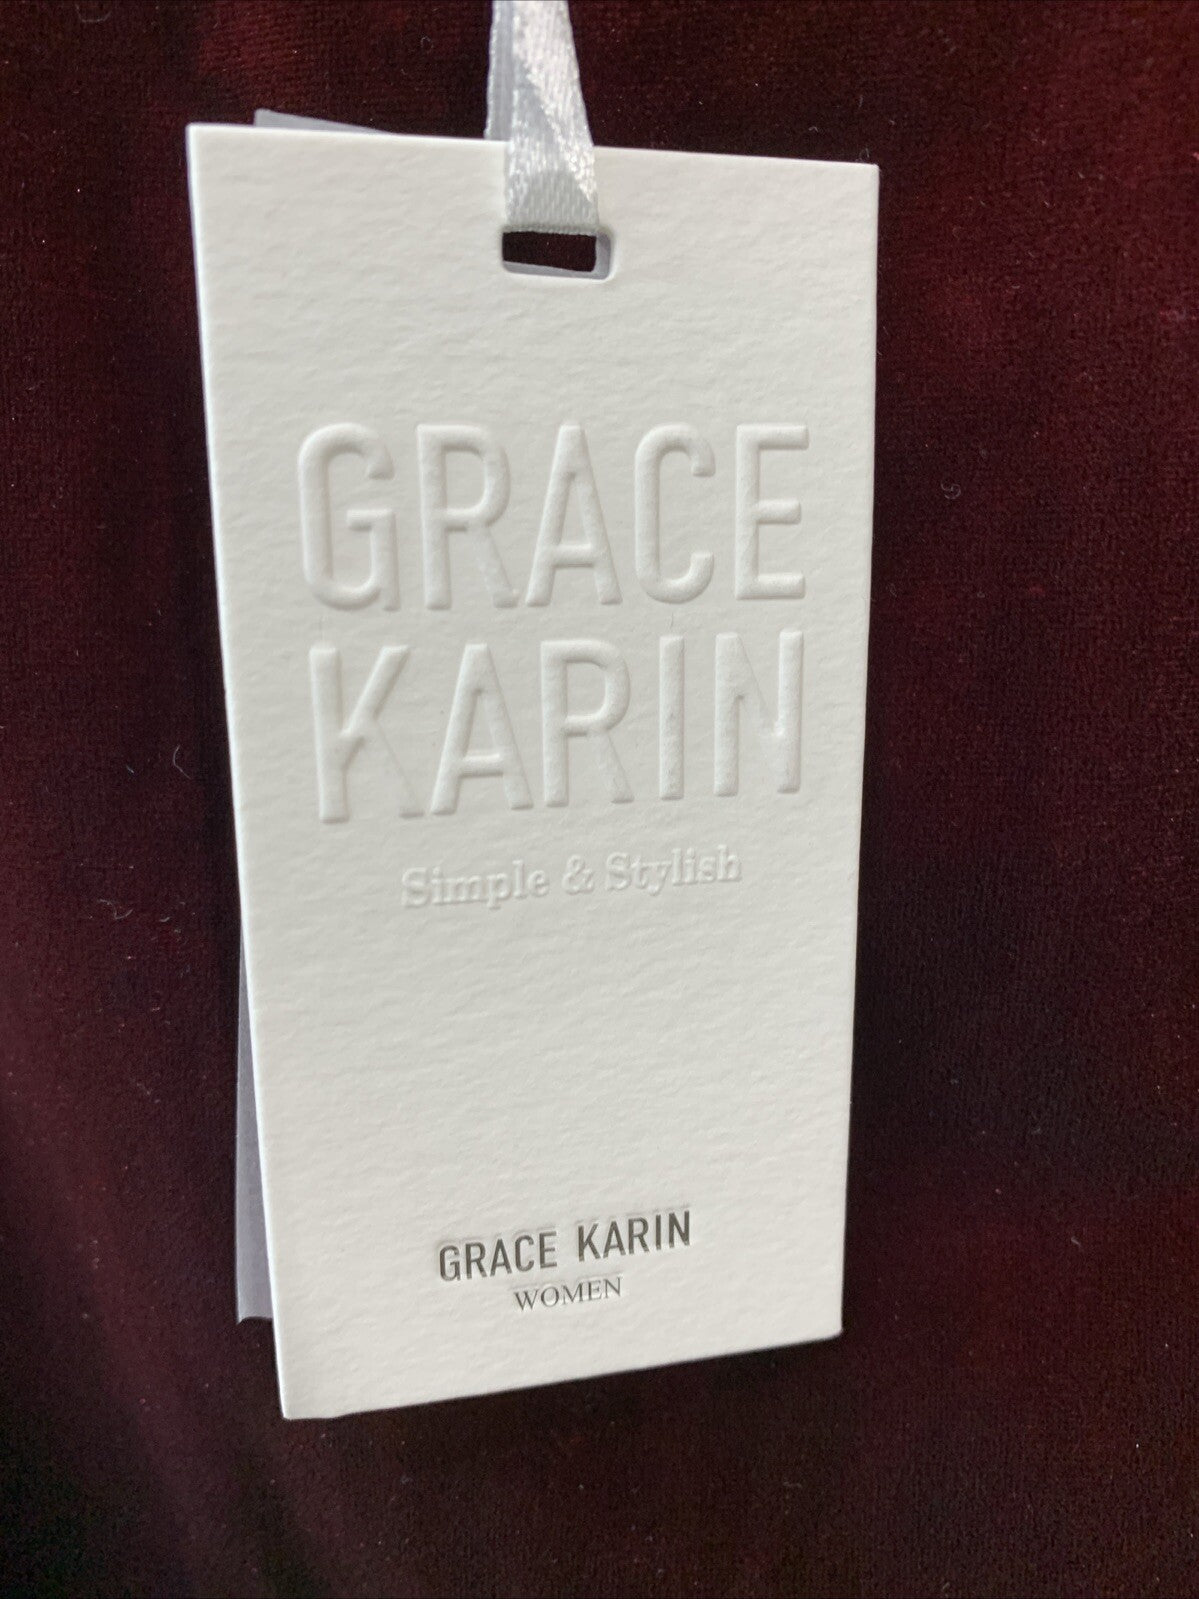 GRACE
KARIN
Simple & Stylish
GRACE KARIN
WOMEN